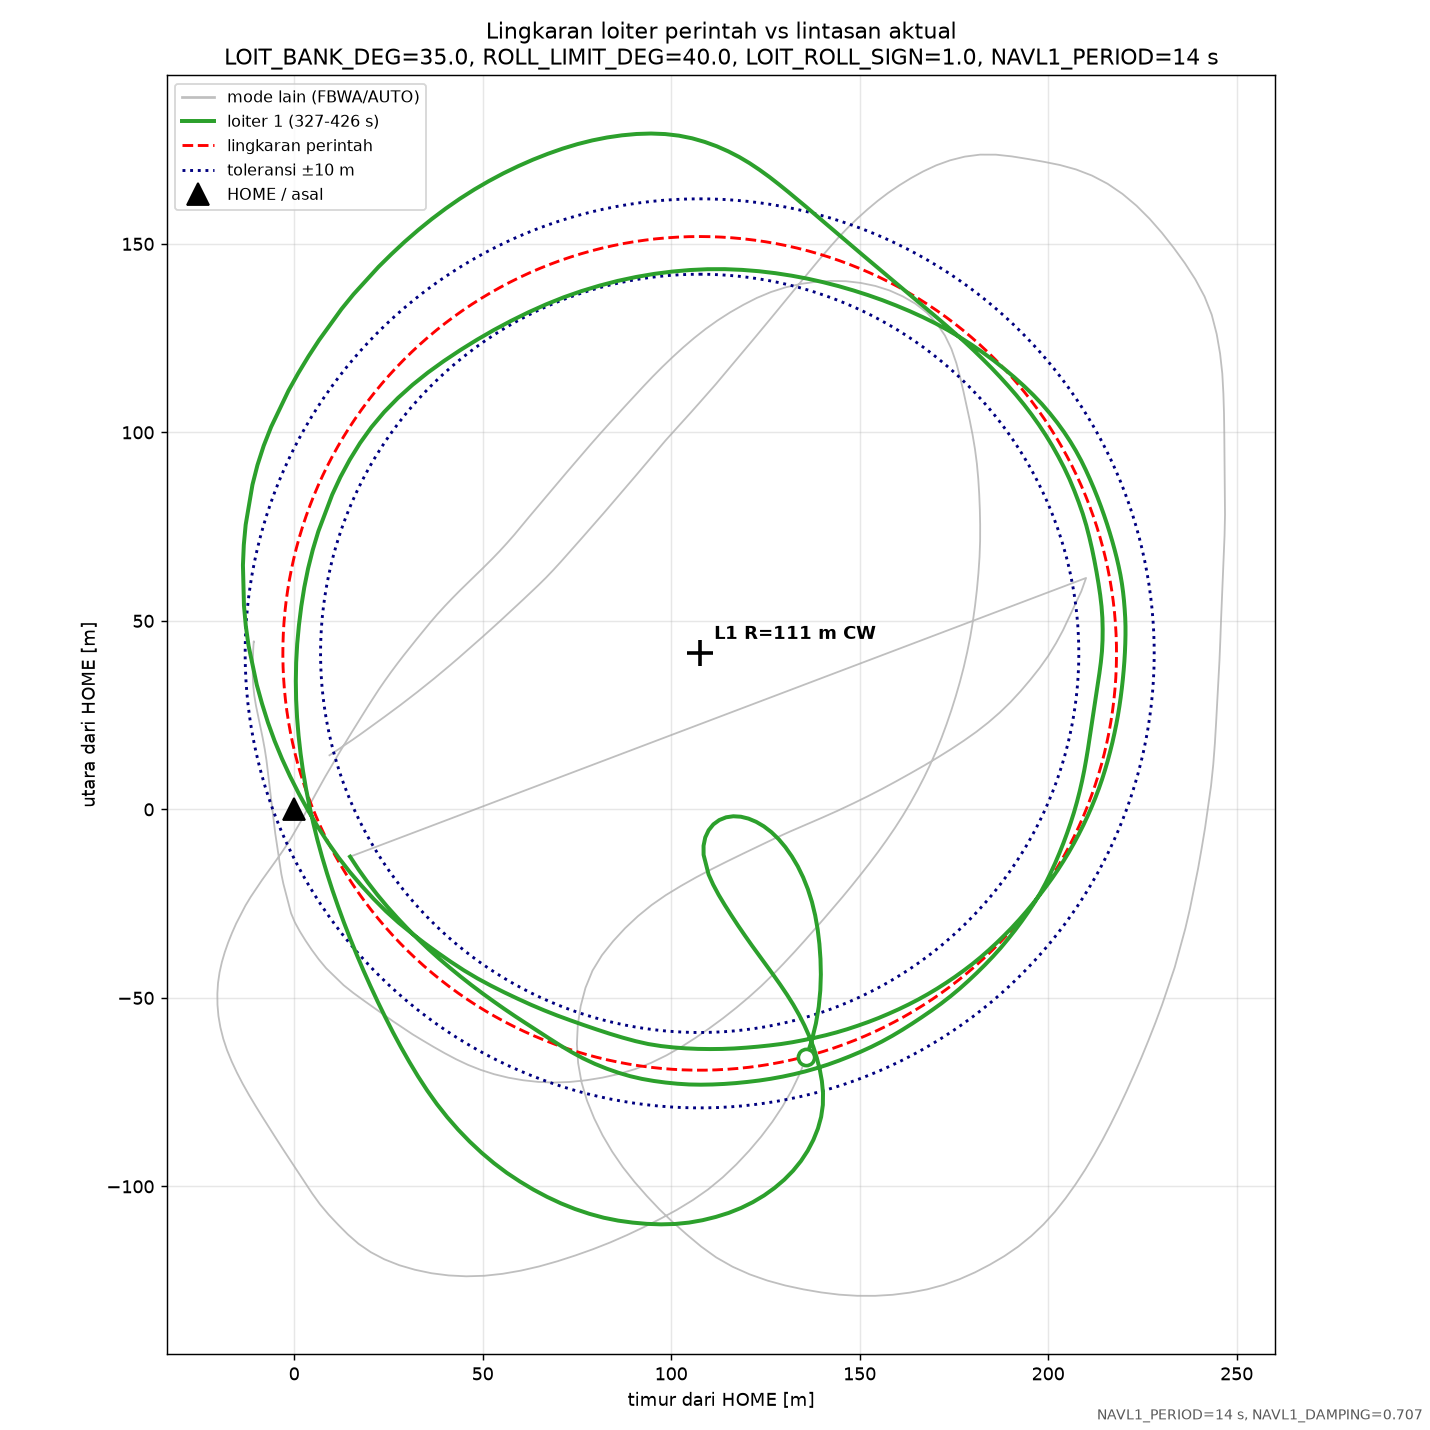 Lingkaran loiter perintah vs lintasan aktual
LOIT_BANK_DEG=35.0, ROLL_LIMIT_DEG=40.0, LOIT_ROLL_SIGN=1.0, NAVL1_PERIOD=14 s
mode lain (FBWA/AUTO)
loiter 1 (327-426 s)
lingkaran perintah
toleransi ±10 m
HOME / asal
150
100
50
0
−50
−100
utara dari HOME [m]
L1 R=111 m CW
0 50 100 150 200 250
timur dari HOME [m]
NAVL1_PERIOD=14 s, NAVL1_DAMPING=0.707